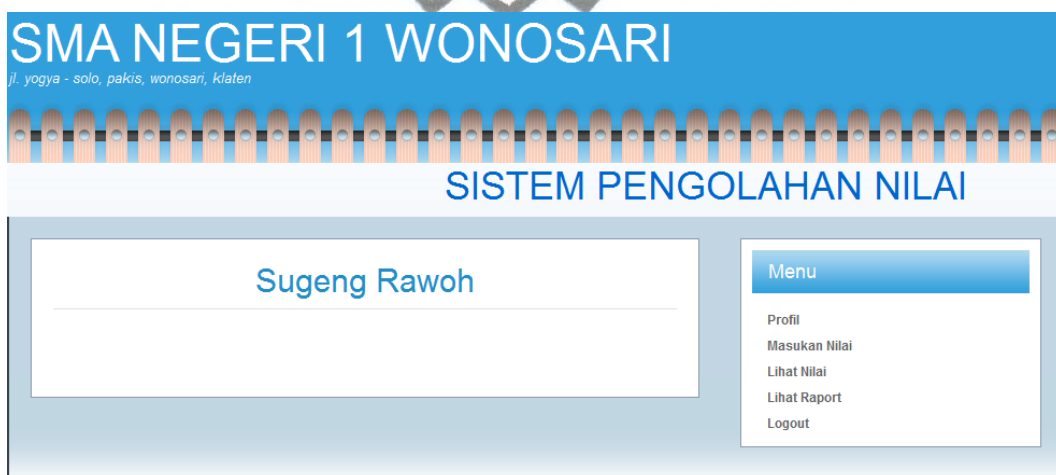 SMA NEGERI 1 WONOSARI
jl. yogya - solo, pakis, wonosari, klaten
SISTEM PENGOLAHAN NILAI
Sugeng Rawoh
Menu
Profil
Masukan Nilai
Lihat Nilai
Lihat Raport
Logout